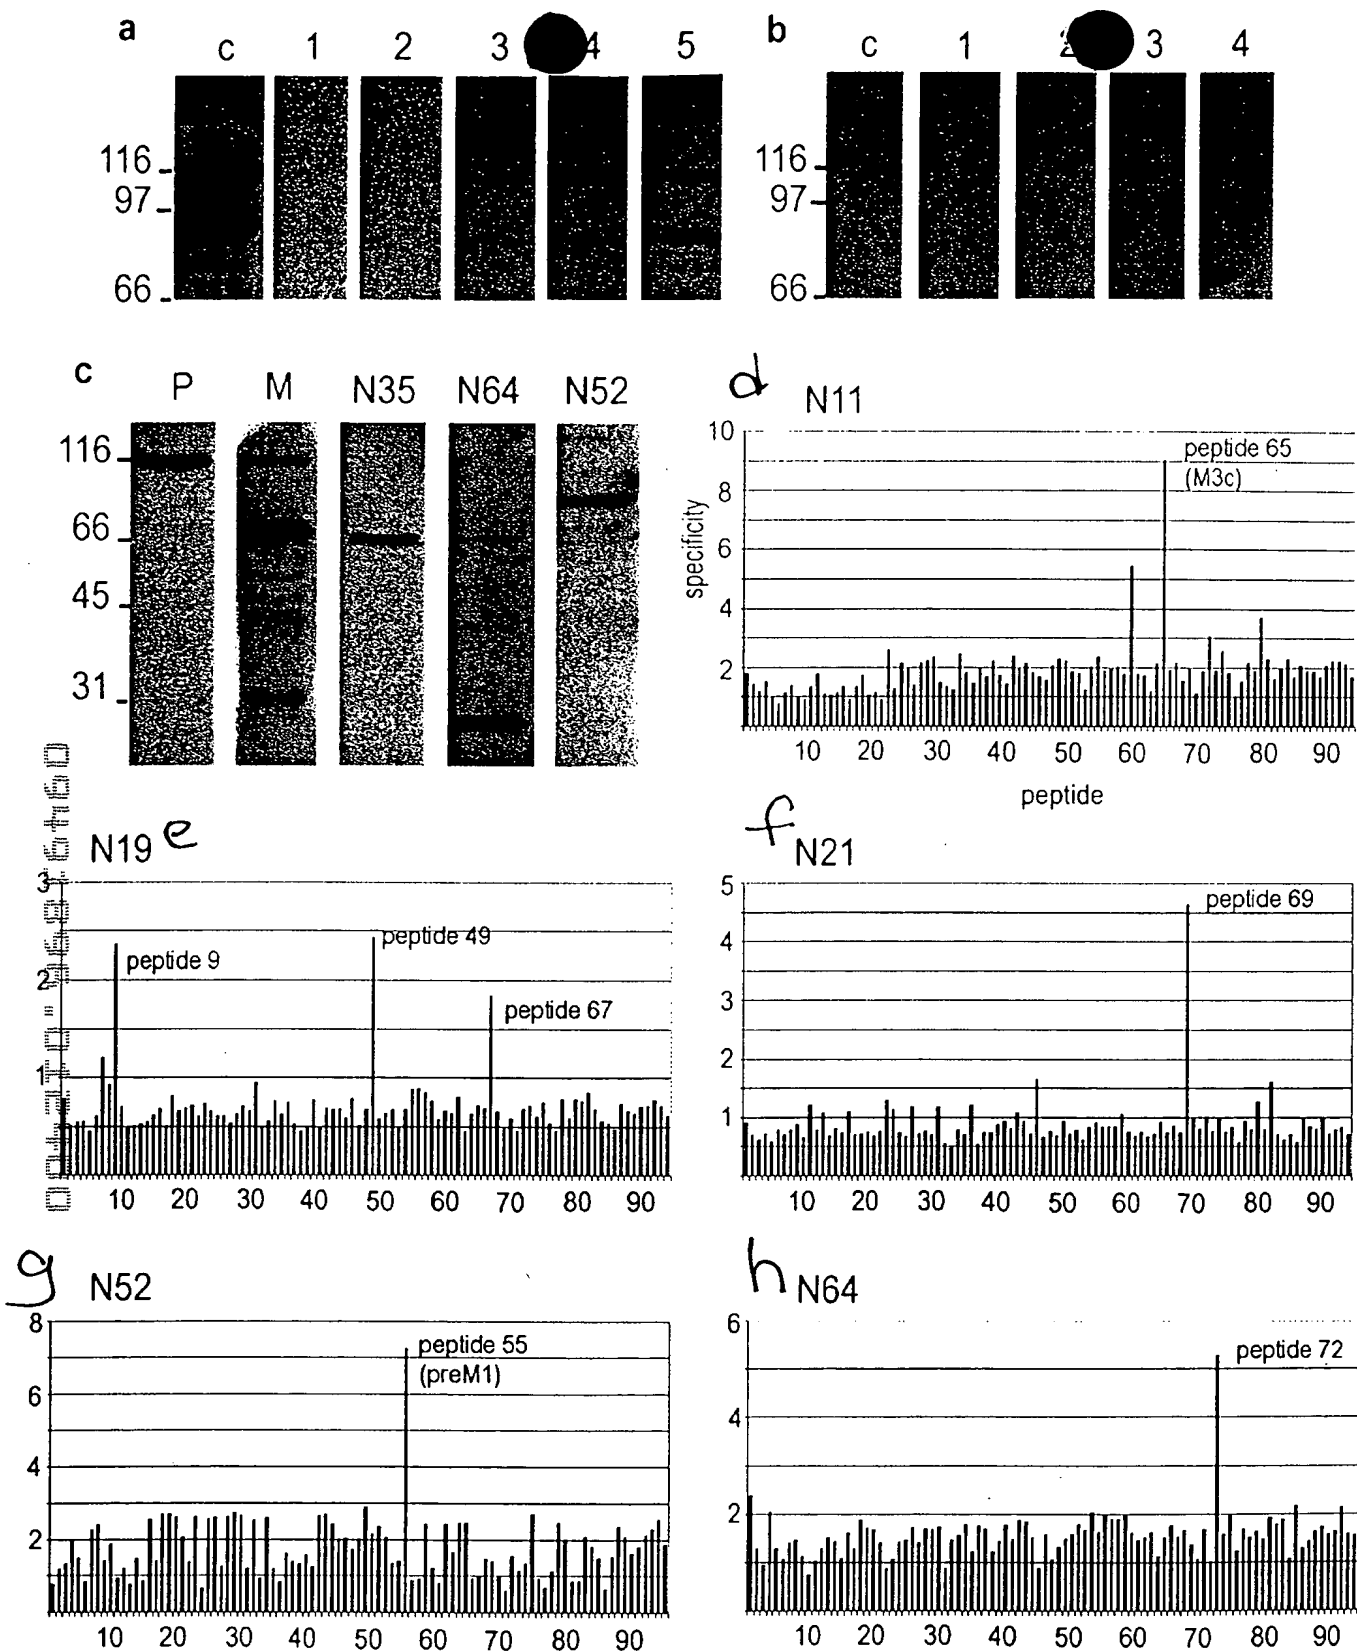 a
c 1 2 3 4 5
116
97
66
b
c 1 2 3 4
116
97
66
c
P M N35 N64 N52
116
66
45
31
d
N11
10
8
6
4
2
specificity
peptide 65
(M3c)
10 20 30 40 50 60 70 80 90
peptide
N19 e
3
2
1
peptide 9
peptide 49
peptide 67
10 20 30 40 50 60 70 80 90
f
N21
5
4
3
2
1
peptide 69
10 20 30 40 50 60 70 80 90
g
N52
8
6
4
2
peptide 55
(preM1)
10 20 30 40 50 60 70 80 90
h
N64
6
4
2
peptide 72
10 20 30 40 50 60 70 80 90